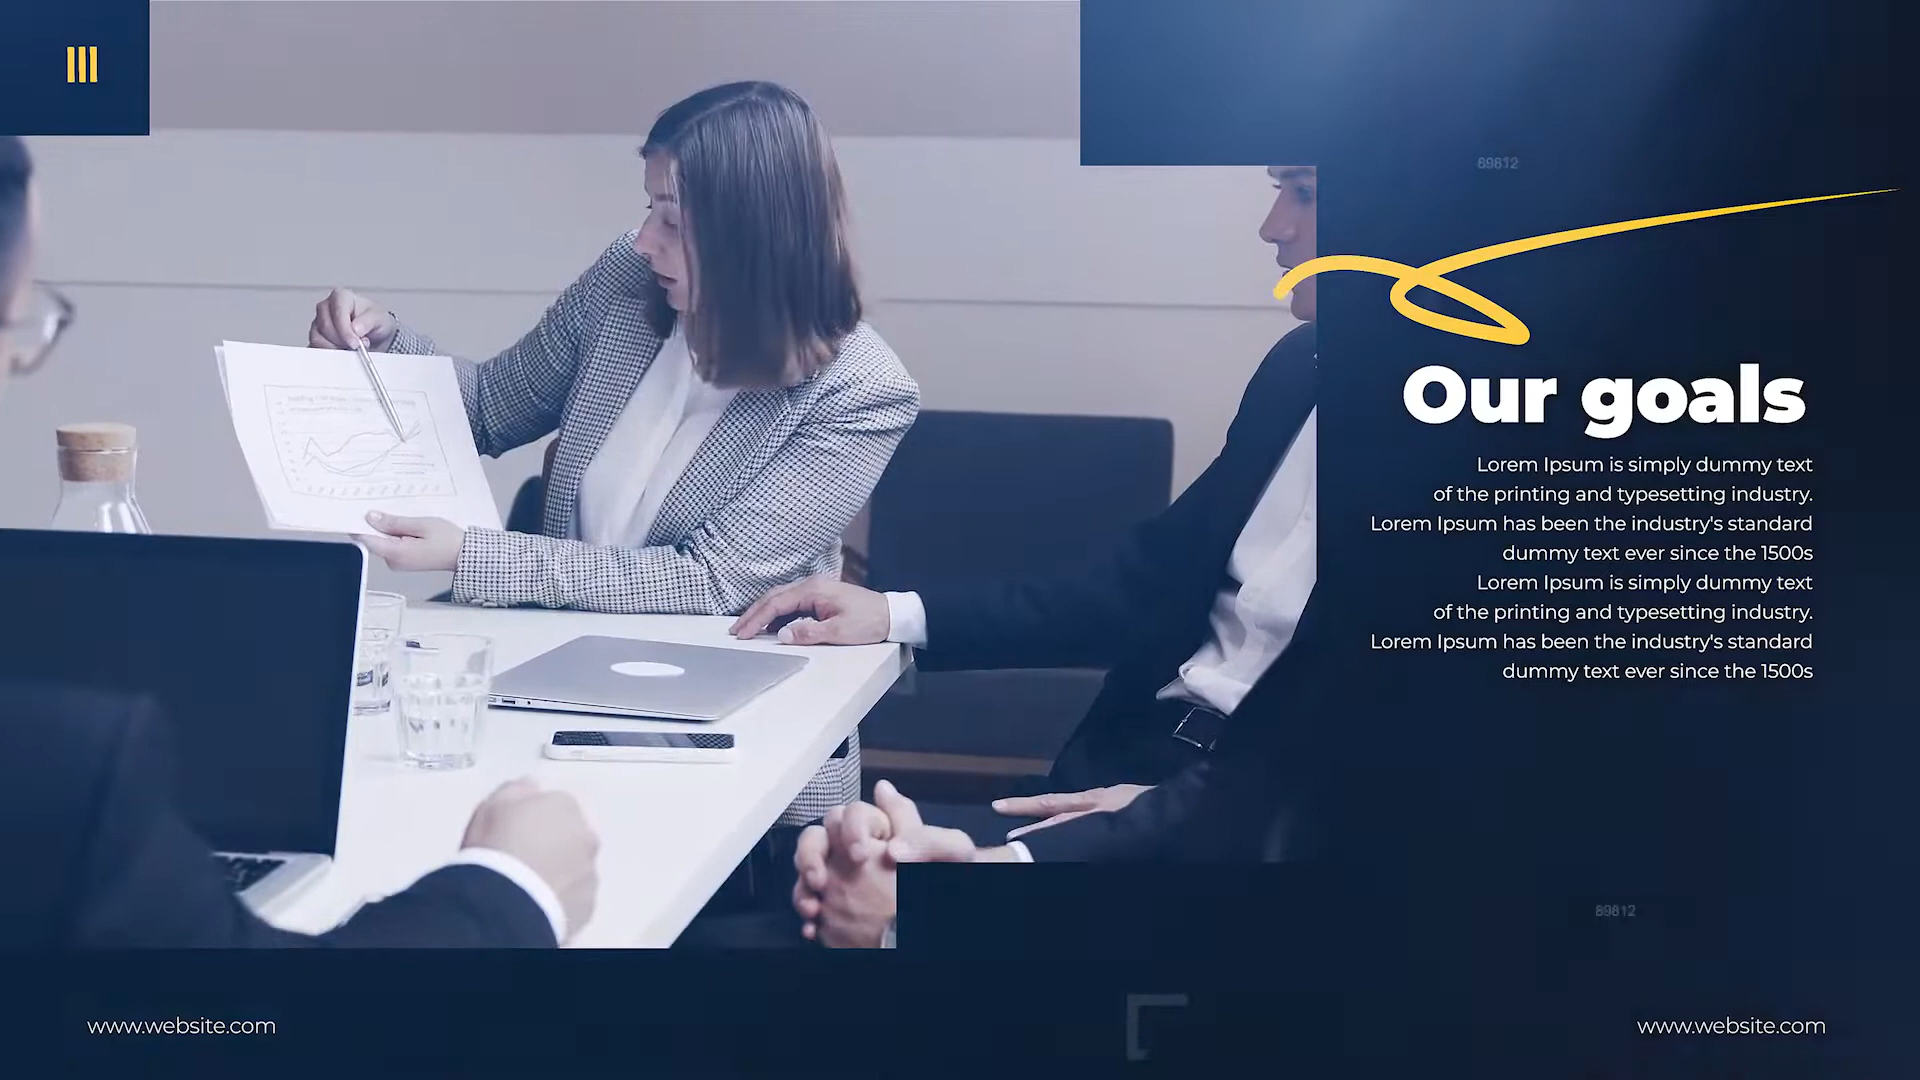 89812
Our goals
Lorem Ipsum is simply dummy text
of the printing and typesetting industry.
Lorem Ipsum has been the industry's standard
dummy text ever since the 1500s
Lorem Ipsum is simply dummy text
of the printing and typesetting industry.
Lorem Ipsum has been the industry's standard
dummy text ever since the 1500s
89812
www.website.com
www.website.com